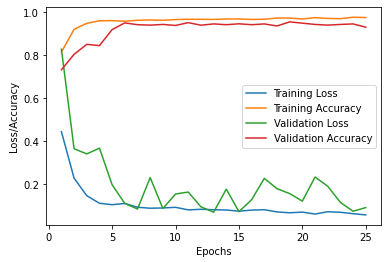 1.0
0.8
0.6
0.4
0.2
Loss/Accuracy
Training Loss
Training Accuracy
Validation Loss
Validation Accuracy
0 5 10 15 20 25
Epochs